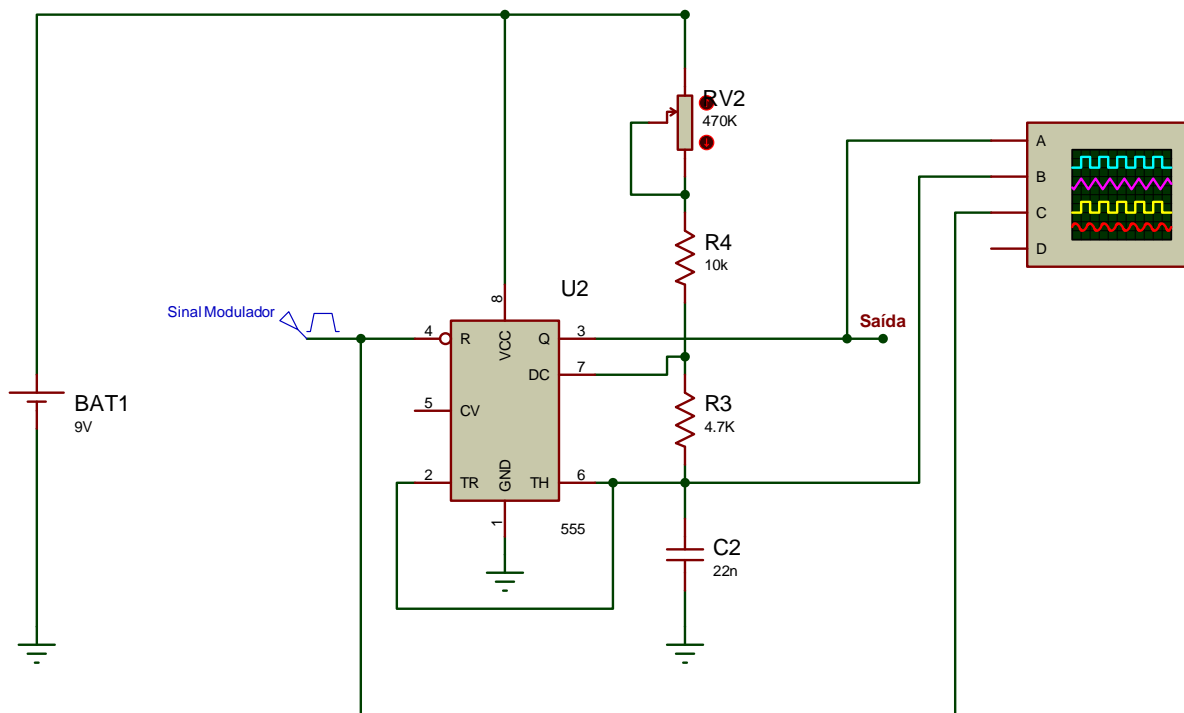 RV2
470K
A
B
C
D
R4
10k
U2
Sinal Modulador
8
4
R
VCC
Q
3
Saída
DC
7
BAT1
9V
5
CV
R3
4.7K
2
TR
GND
TH
6
1
555
C2
22n